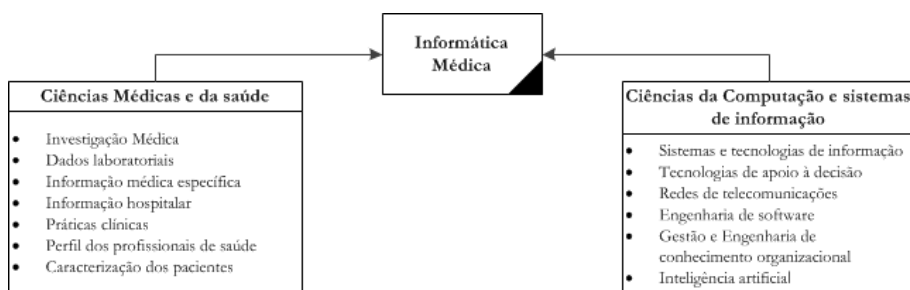 Informática
Médica
Ciências Médicas e da saúde
• Investigação Médica
• Dados laboratoriais
• Informação médica específica
• Informação hospitalar
• Práticas clínicas
• Perfil dos profissionais de saúde
• Caracterização dos pacientes
Ciências da Computação e sistemas
de informação
• Sistemas e tecnologias de informação
• Tecnologias de apoio à decisão
• Redes de telecomunicações
• Engenharia de software
• Gestão e Engenharia de
conhecimento organizacional
• Inteligência artificial